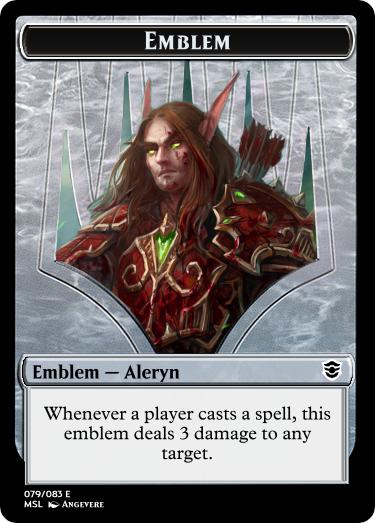 EMBLEM
Emblem — Aleryn
Whenever a player casts a spell, this
emblem deals 3 damage to any
target.
079/083 E
MSL ANGEVERE